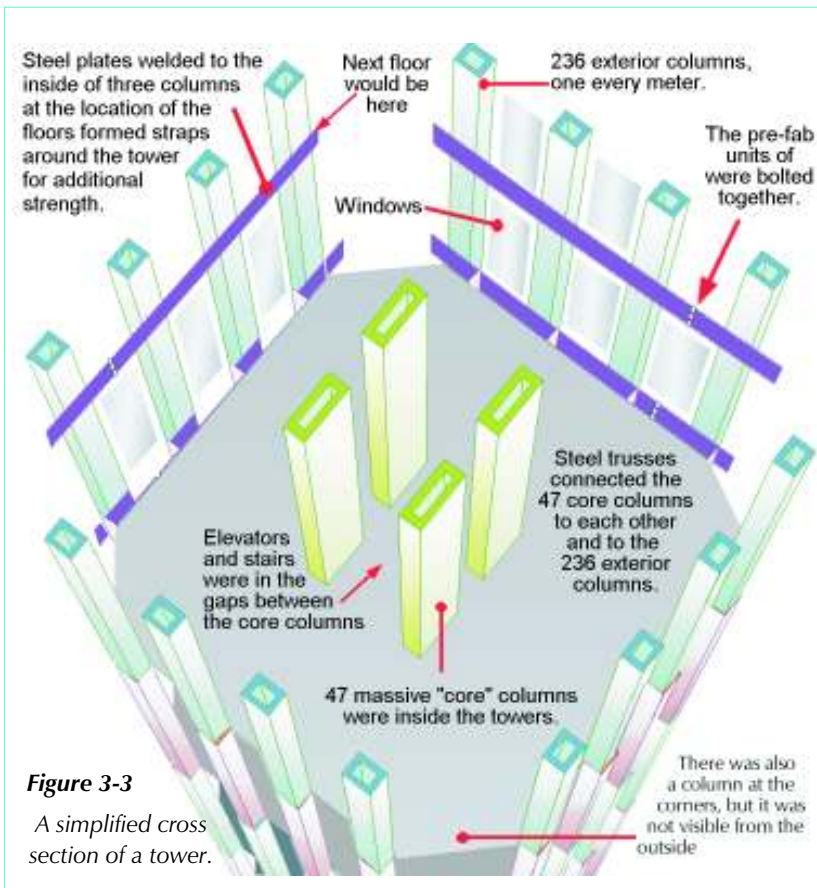 Steel plates welded to the
inside of three columns
at the location of the
floors formed straps
around the tower
for additional
strength.
Next floor
would be
here
236 exterior columns,
one every meter.
The pre-fab
units of
were bolted
together.
Windows
Steel trusses
connected the
47 core columns
to each other
and to the
236 exterior
columns.
Elevators
and stairs
were in the
gaps between
the core columns
47 massive "core" columns
were inside the towers.
There was also
a column at the
corners, but it was
not visible from the
outside
Figure 3-3
A simplified cross
section of a tower.